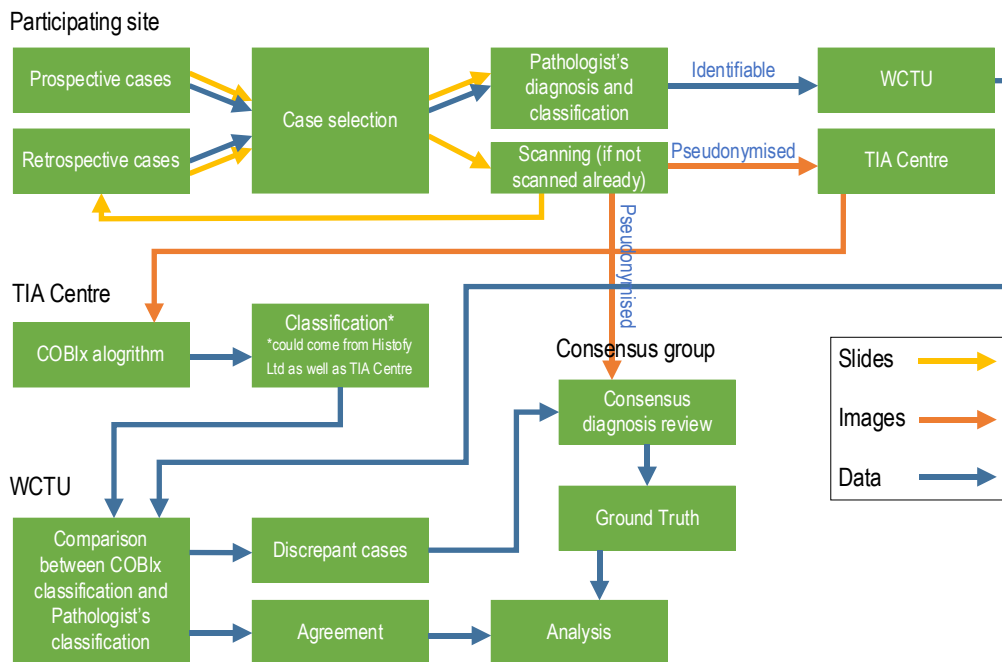 Participating site
Prospective cases
Retrospective cases
Case selection
Pathologist's
diagnosis and
classification
Identifiable
WCTU
Scanning (if not
scanned already)
Pseudonymised
TIA Centre
Pseudonymised
TIA Centre
COBIx alogrithm
Classification*
*could come from Histofy
Ltd as well as TIA Centre
Consensus group
Consensus
diagnosis review
Ground Truth
Slides
Images
Data
WCTU
Comparison
between COBIx
classification and
Pathologist's
classification
Discrepant cases
Agreement
Analysis